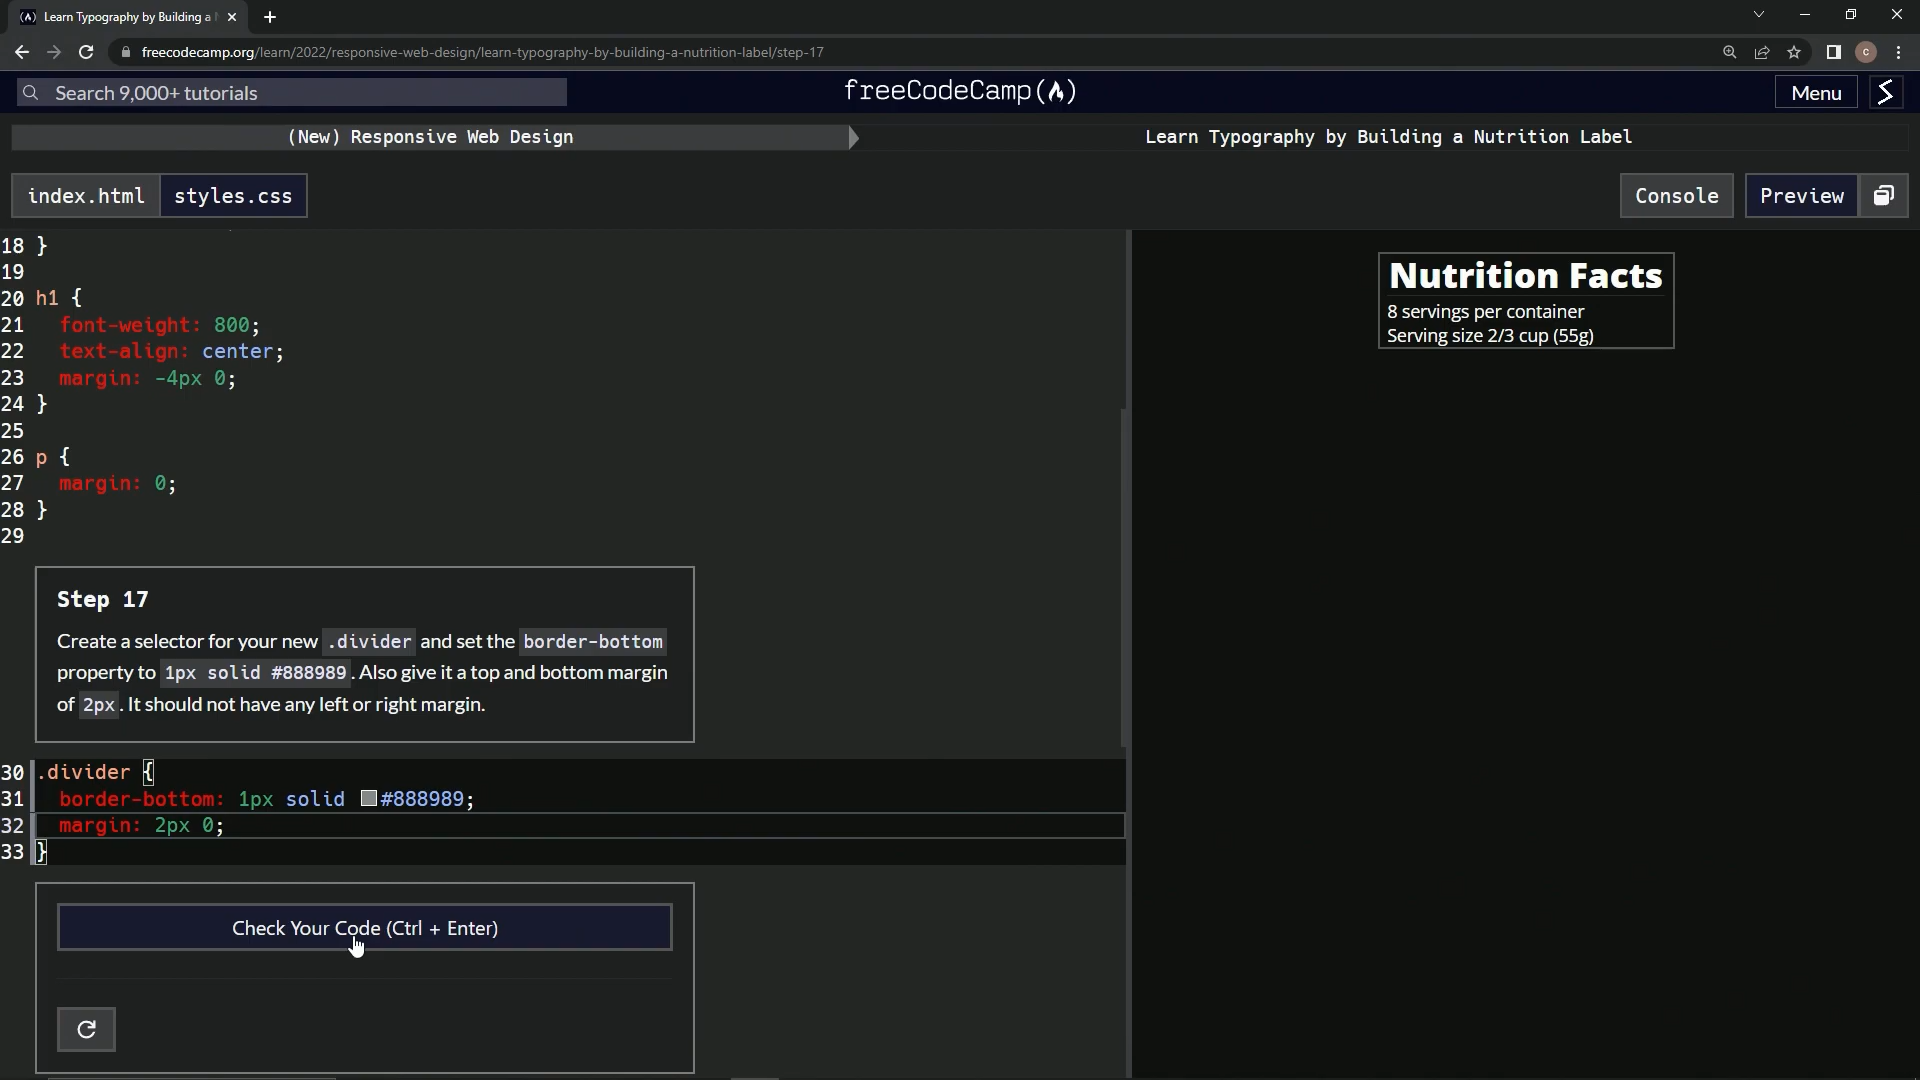 Learn Typography by Building a
freecodecamp.org/learn/2022/responsive-web-design/learn-typography-by-building-a-nutrition-label/step-17
C
Search 9,000+ tutorials
freeCodeCamp(🔥)
Menu
(New) Responsive Web Design
Learn Typography by Building a Nutrition Label
index.html
styles.css
Console
Preview
18 }
19
20 h1 {
21 font-weight: 800;
22 text-align: center;
23 margin: -4px 0;
24 }
25
26 p {
27 margin: 0;
28 }
29
Step 17
Create a selector for your new .divider and set the border-bottom
property to 1px solid #888989. Also give it a top and bottom margin
of 2px. It should not have any left or right margin.
30 .divider {
31 border-bottom: 1px solid #888989;
32 margin: 2px 0;
33 }
Check Your Code (Ctrl + Enter)
Nutrition Facts
8 servings per container
Serving size 2/3 cup (55g)